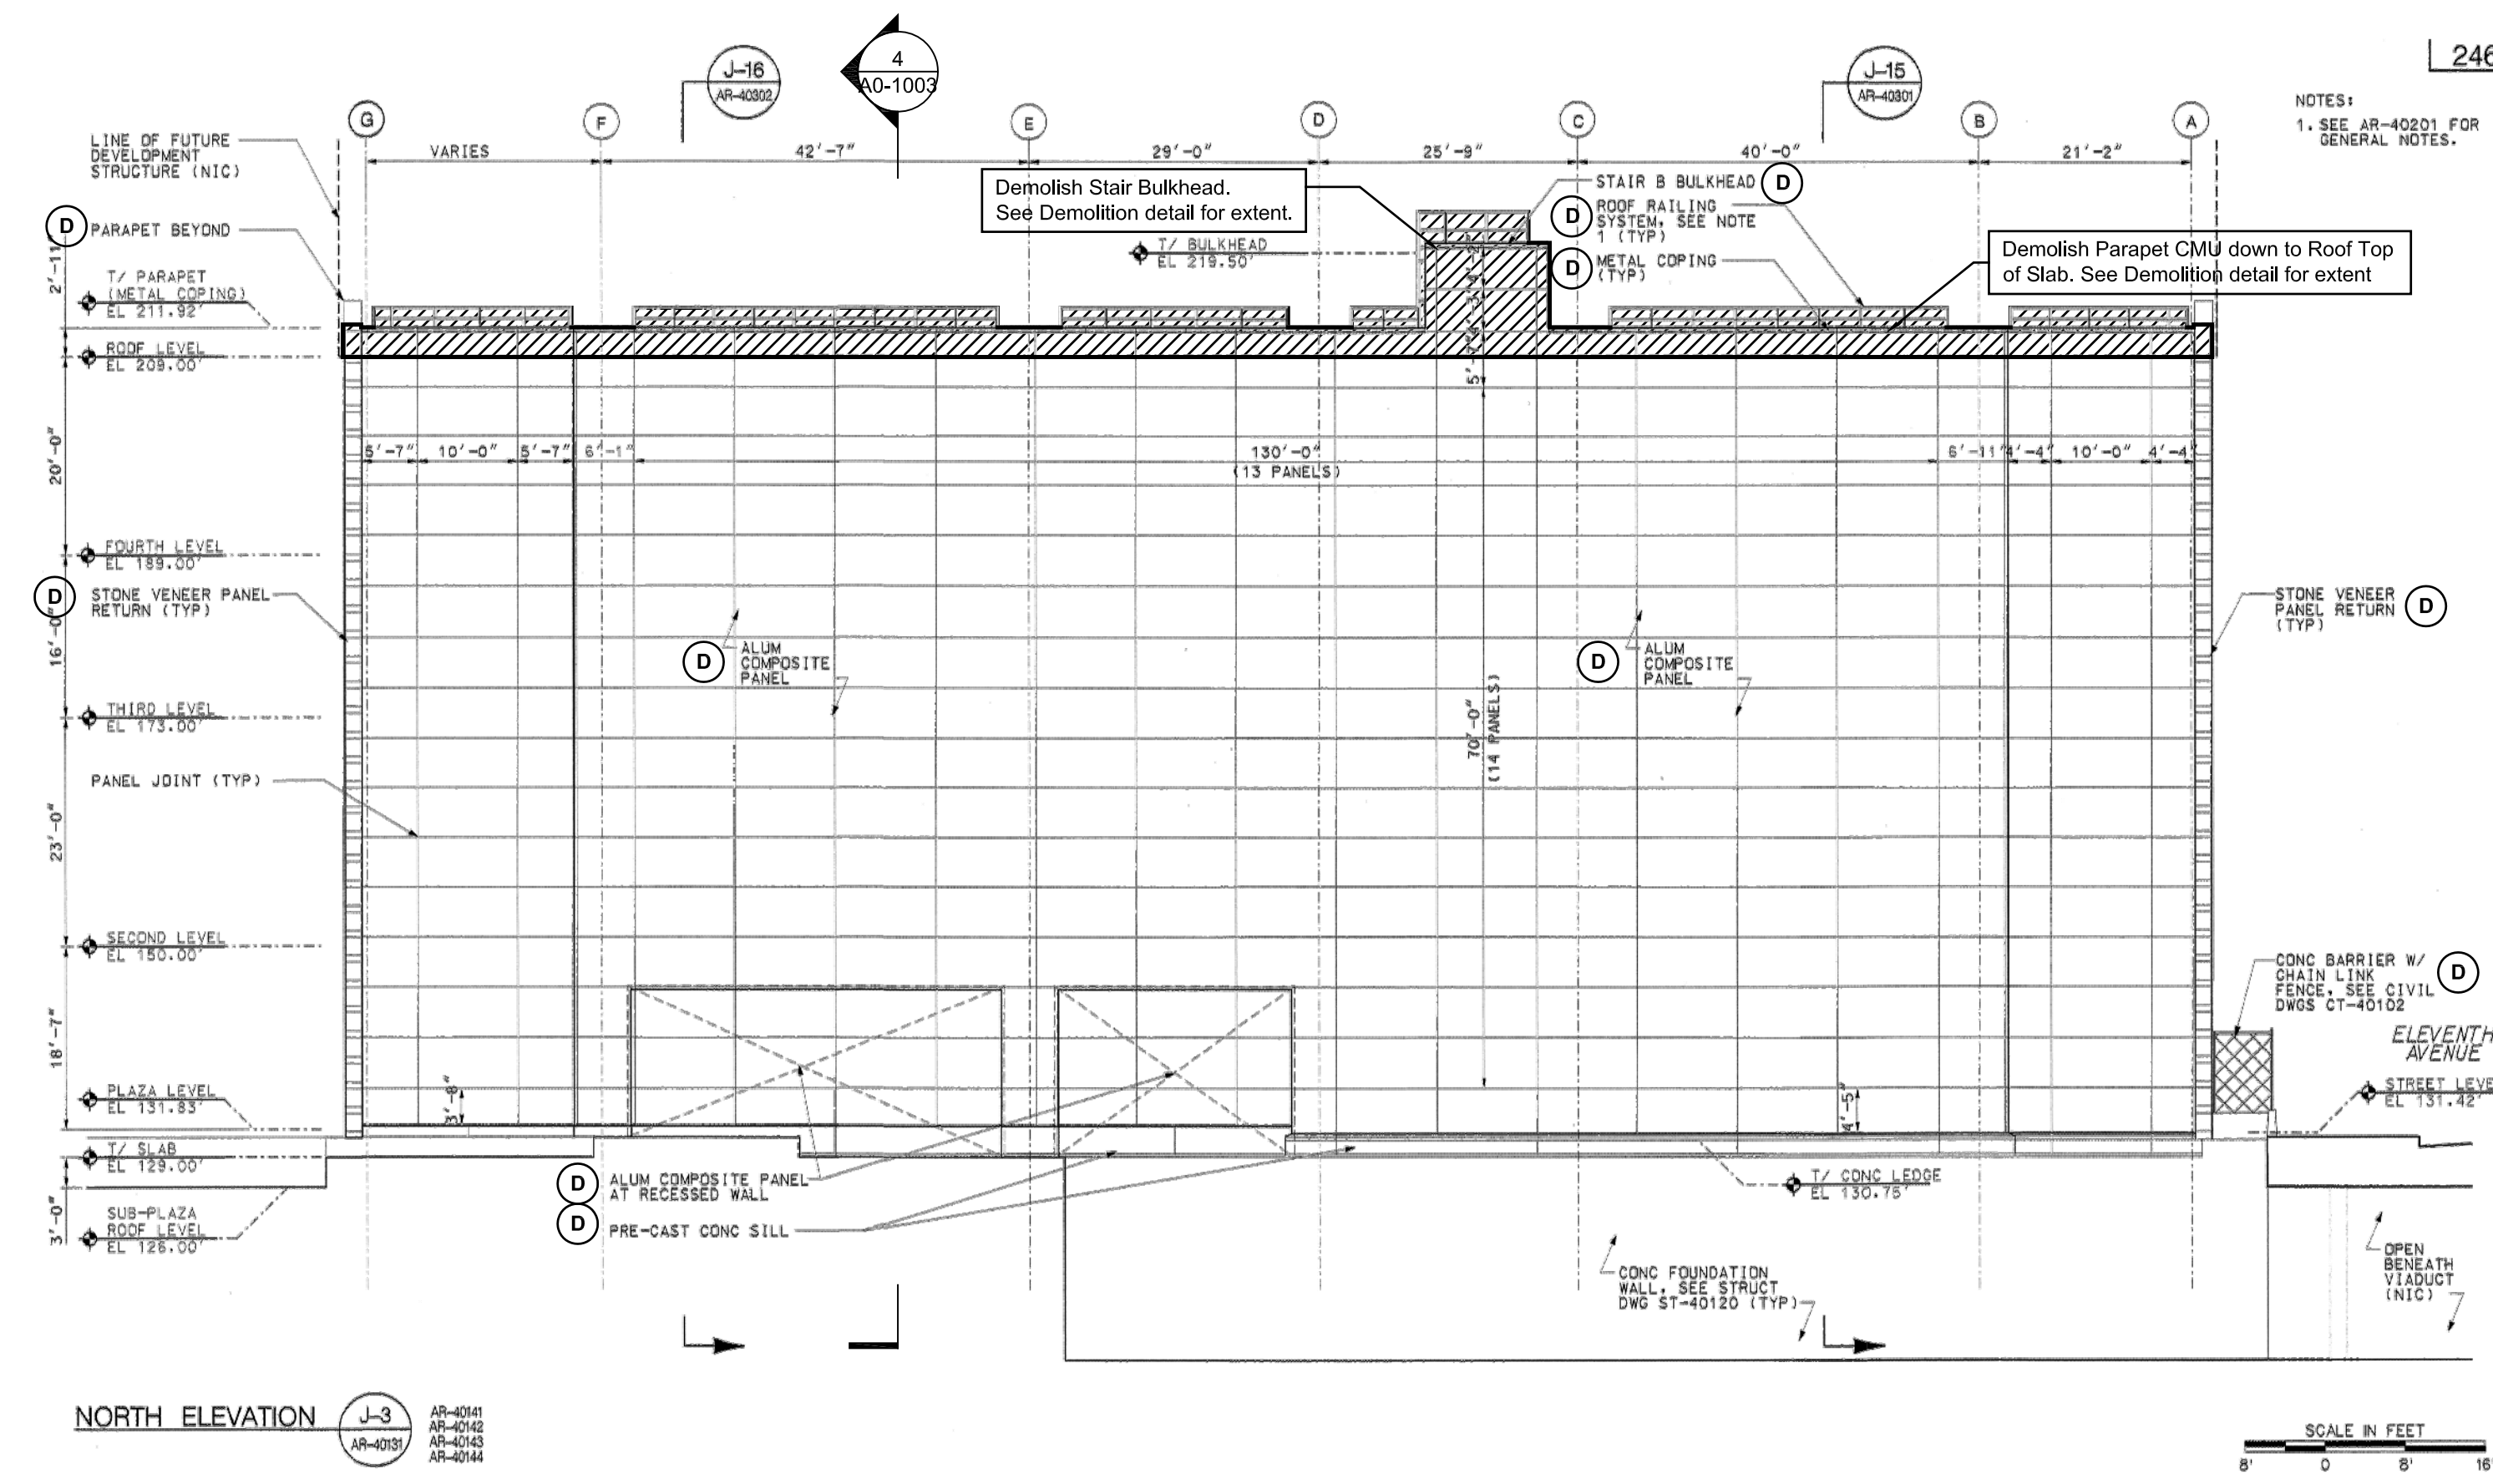 J-16
AR-40302
4
A0-1003
J-15
AR-40301
246
NOTES:
1. SEE AR-40201 FOR
GENERAL NOTES.
G
F
E
D
C
B
A
LINE OF FUTURE
DEVELOPMENT
STRUCTURE (NIC)
VARIES
42'-7"
29'-0"
25'-9"
40'-0"
21'-2"
Demolish Stair Bulkhead.
See Demolition detail for extent.
STAIR B BULKHEAD D
D ROOF RAILING
SYSTEM, SEE NOTE
1 (TYP)
D METAL COPING
(TYP)
Demolish Parapet CMU down to Roof Top
of Slab. See Demolition detail for extent
D PARAPET BEYOND
T/ BULKHEAD
EL 219.50'
2'-11"
T/ PARAPET
(METAL COPING)
EL 211.92'
ROOF LEVEL
EL 209.00'
20'-0"
5'-7"
10'-0"
5'-7"
6'-1"
130'-0"
(13 PANELS)
6'-11"
4'-4"
10'-0"
4'-4"
FOURTH LEVEL
EL 189.00'
D STONE VENEER PANEL
RETURN (TYP)
16'-0"
D ALUM
COMPOSITE
PANEL
D ALUM
COMPOSITE
PANEL
STONE VENEER
PANEL RETURN D
(TYP)
70'-0"
(14 PANELS)
THIRD LEVEL
EL 173.00'
PANEL JOINT (TYP)
23'-0"
SECOND LEVEL
EL 150.00'
CONC BARRIER W/
CHAIN LINK D
FENCE, SEE CIVIL
DWGS CT-40102
18'-7"
ELEVENTH
AVENUE
PLAZA LEVEL
EL 131.83'
3'-8"
4'-5"
STREET LEVE
EL 131.42'
T/ SLAB
EL 129.00'
D ALUM COMPOSITE PANEL
AT RECESSED WALL
T/ CONC LEDGE
EL 130.75'
3'-0"
SUB-PLAZA
ROOF LEVEL
EL 126.00'
D PRE-CAST CONC SILL
CONC FOUNDATION
WALL, SEE STRUCT
DWG ST-40120 (TYP)
OPEN
BENEATH
VIADUCT
(NIC)
NORTH ELEVATION
J-3
AR-40131
AR-40141
AR-40142
AR-40143
AR-40144
SCALE IN FEET
8' 0 8' 16'